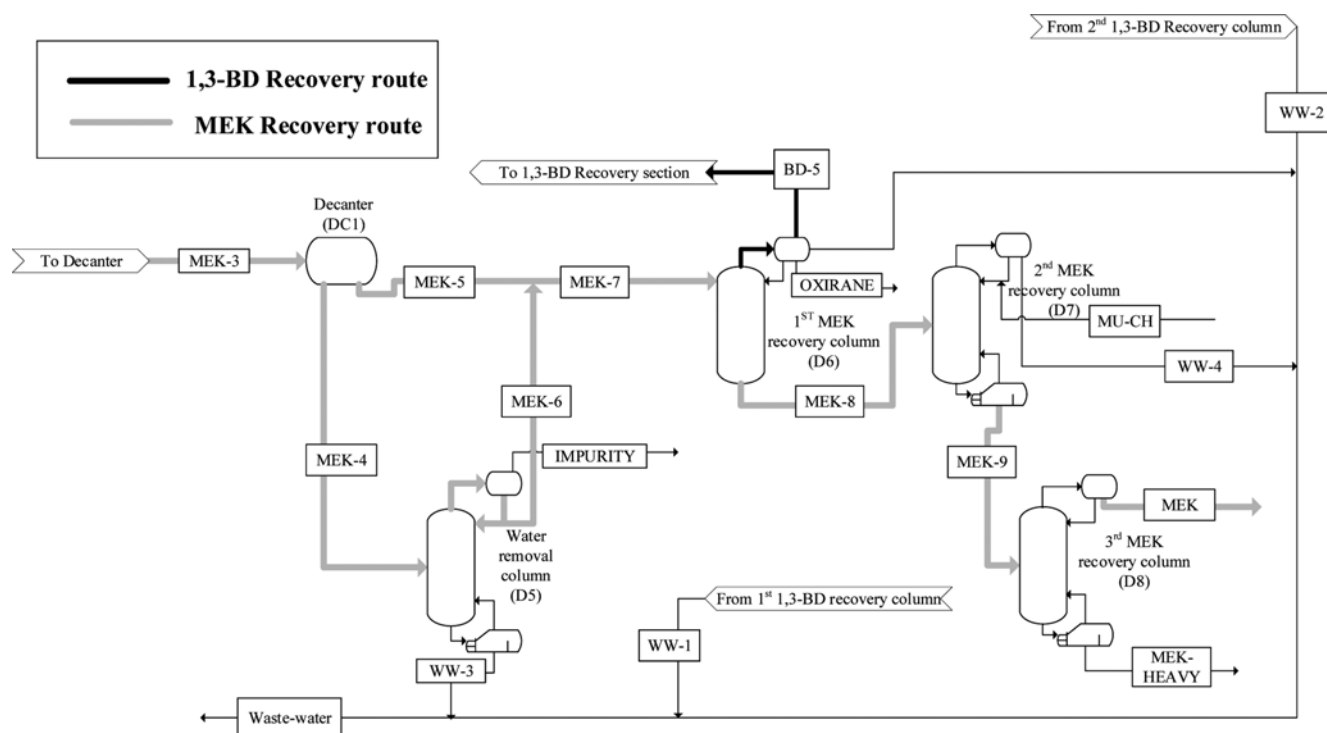 From 2nd 1,3-BD Recovery column
1,3-BD Recovery route
MEK Recovery route
WW-2
To 1,3-BD Recovery section
BD-5
Decanter
(DC1)
To Decanter
MEK-3
MEK-5
MEK-7
OXIRANE
2nd MEK
recovery column
(D7)
MU-CH
1ST MEK
recovery column
(D6)
WW-4
MEK-6
MEK-8
MEK-4
IMPURITY
MEK-9
MEK
Water
removal
column
(D5)
3rd MEK
recovery column
(D8)
From 1st 1,3-BD recovery column
WW-1
WW-3
MEK-
HEAVY
Waste-water